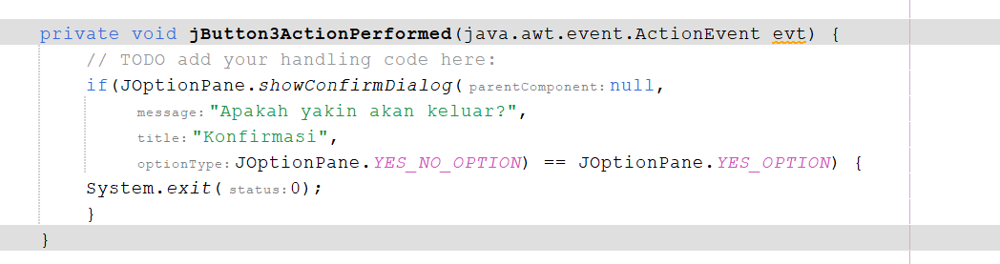 private void jButton3ActionPerformed(java.awt.event.ActionEvent evt) {
// TODO add your handling code here:
if(JOptionPane.showConfirmDialog( parentComponent: null,
message: "Apakah yakin akan keluar?",
title: "Konfirmasi",
optionType: JOptionPane.YES_NO_OPTION) == JOptionPane.YES_OPTION) {
System.exit( status: 0);
}
}